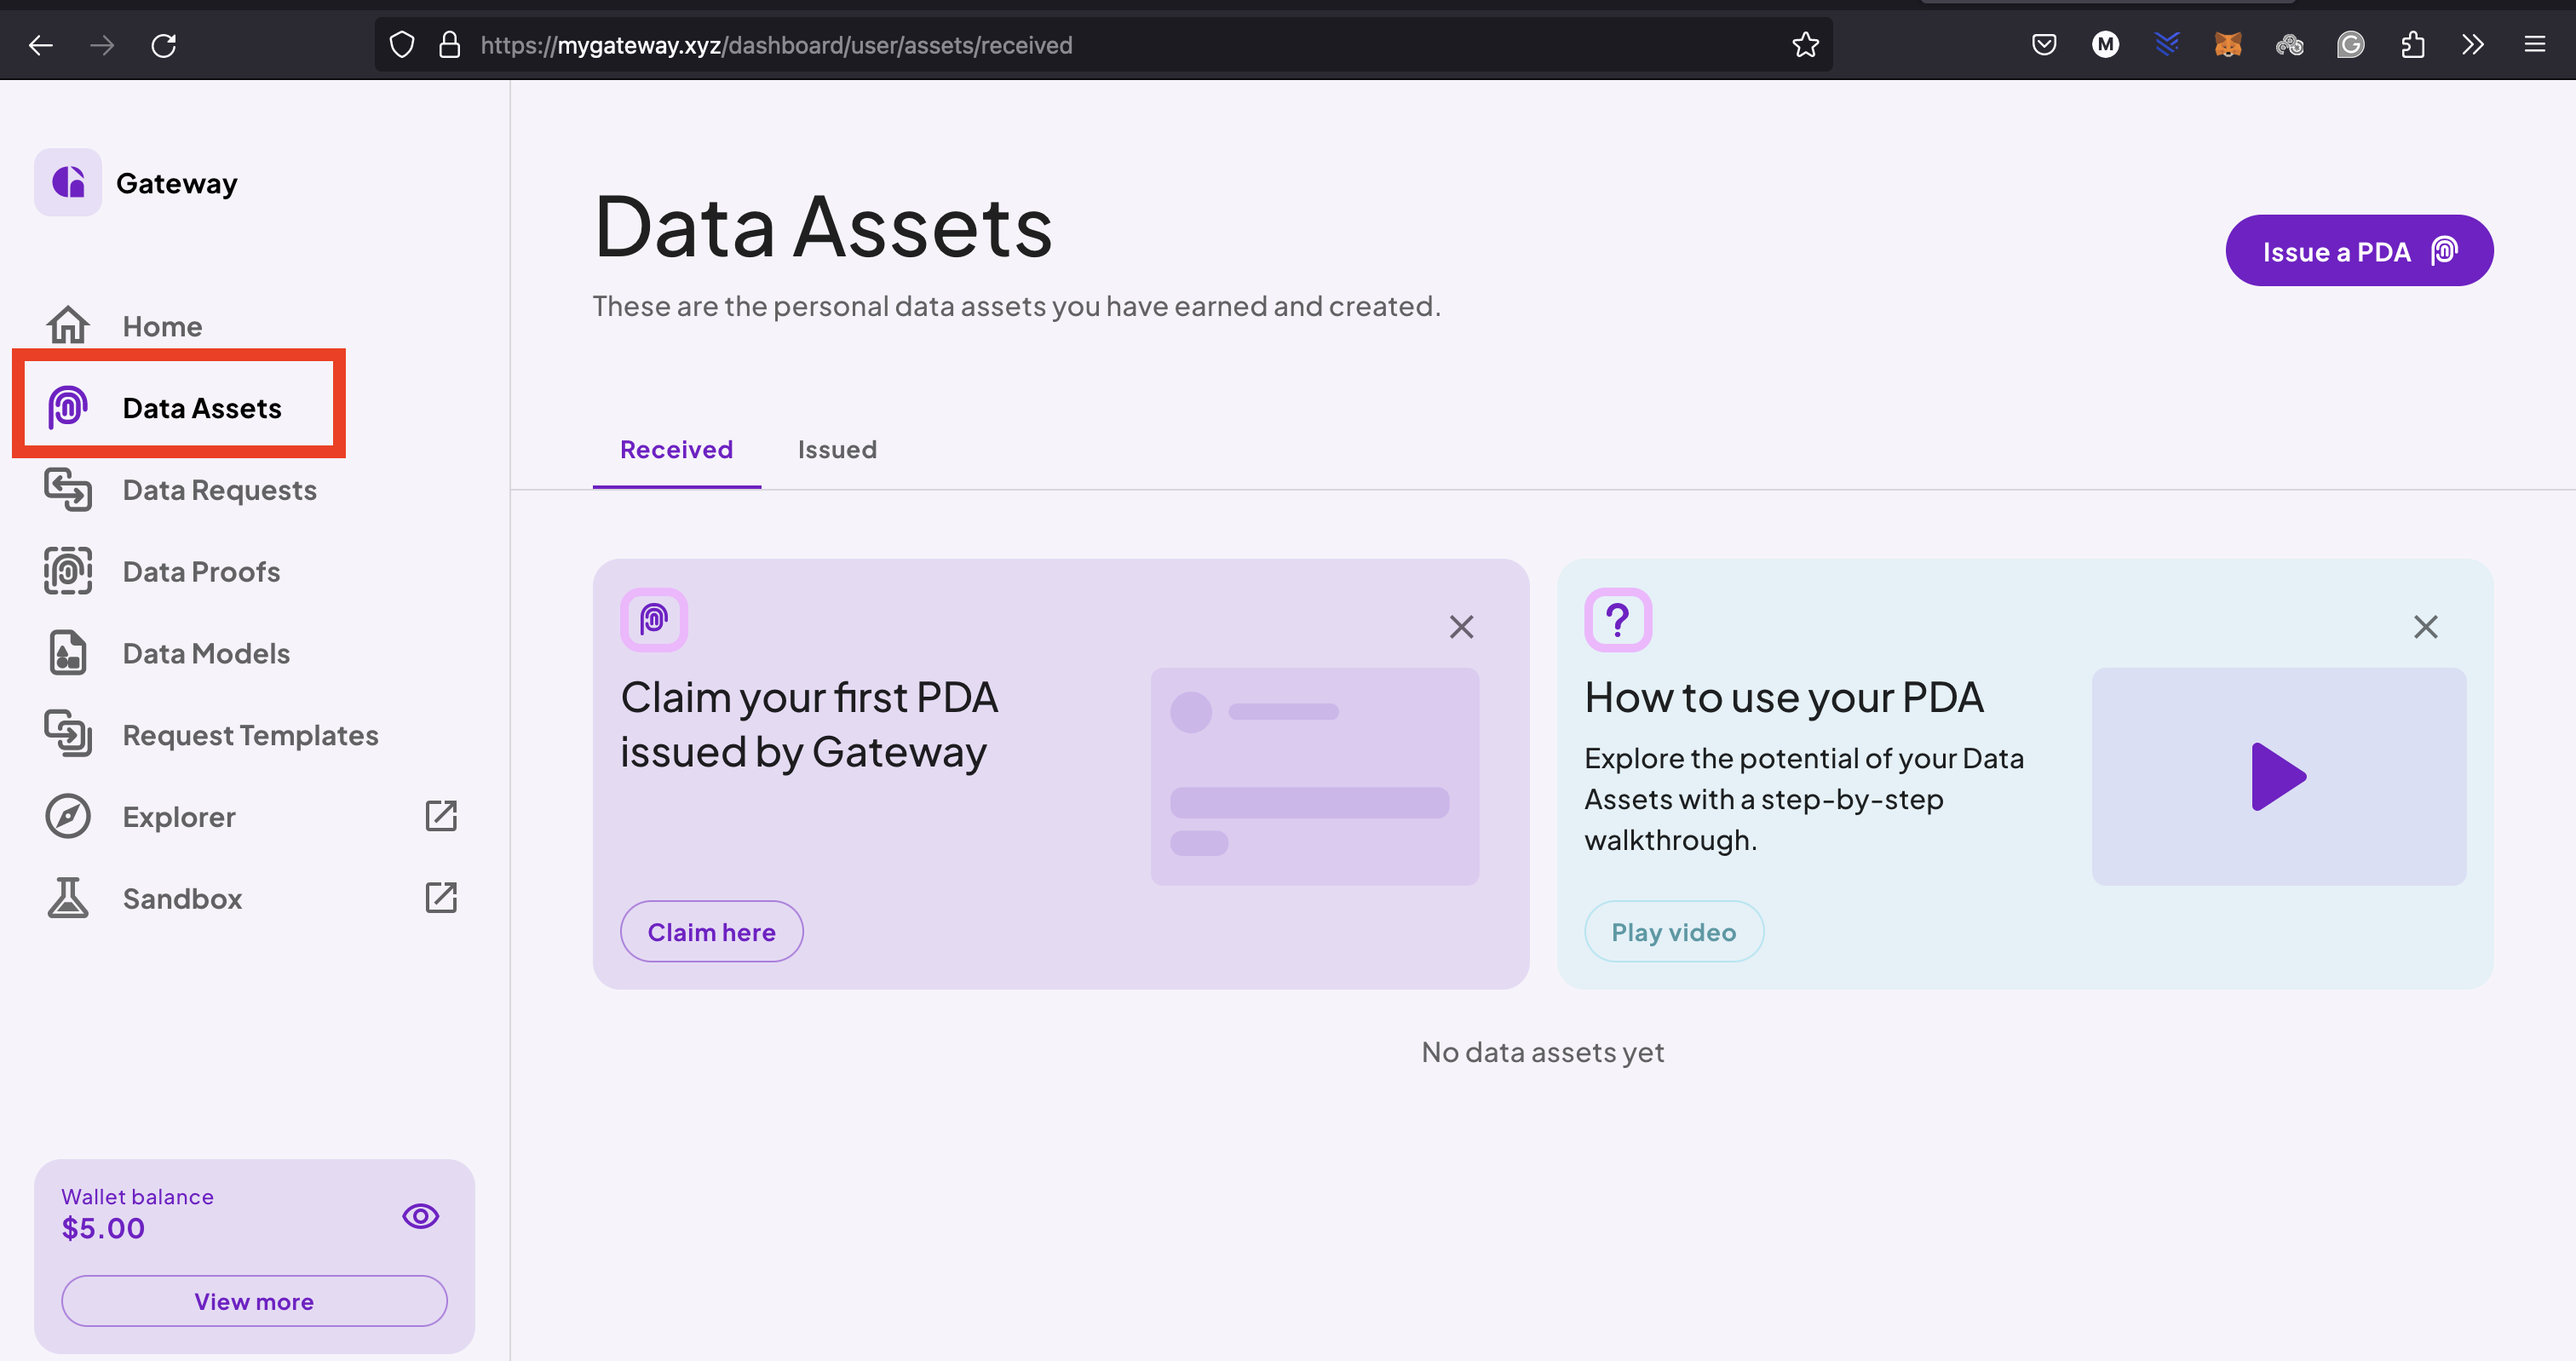 https://mygateway.xyz/dashboard/user/assets/received
M
G
Gateway
Home
Data Assets
Data Requests
Data Proofs
Data Models
Request Templates
Explorer
Sandbox
Wallet balance
$5.00
View more
Data Assets
Issue a PDA
These are the personal data assets you have earned and created.
Received
Issued
Claim your first PDA
issued by Gateway
Claim here
?
How to use your PDA
Explore the potential of your Data
Assets with a step-by-step
walkthrough.
Play video
No data assets yet